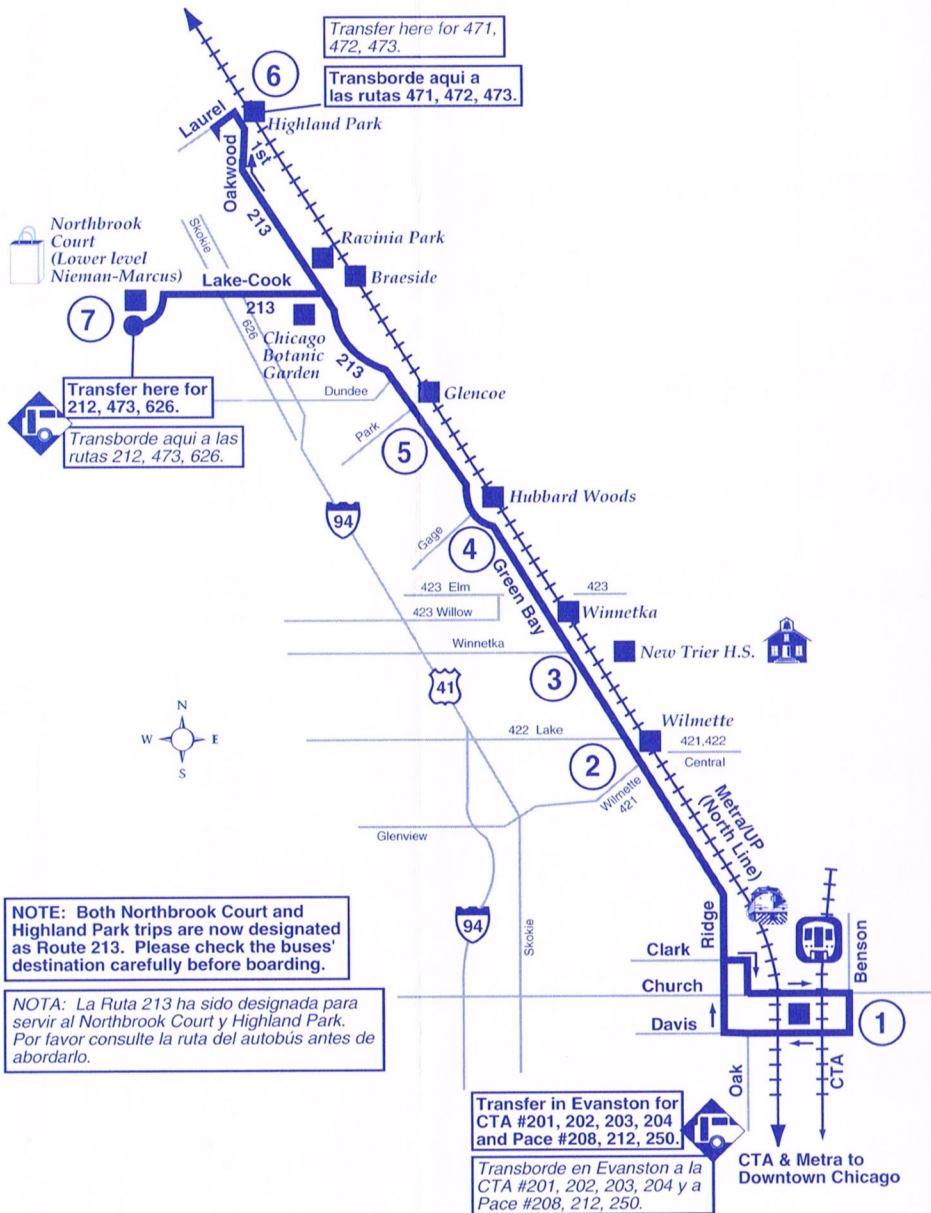 Transfer here for 471,
472, 473.
Transborde aqui a
las rutas 471, 472, 473.
6
Laurel
Highland Park
1st
Oakwood
213
Skokie
Northbrook
Court
(Lower level
Nieman-Marcus)
Ravinia Park
Lake-Cook
Braeside
7
213
626
Chicago
Botanic
Garden
213
Transfer here for
212, 473, 626.
Dundee
Glencoe
Transborde aqui a las
rutas 212, 473, 626.
Park
5
Hubbard Woods
94
Gage
4
Green Bay
423 Elm
423
423 Willow
Winnetka
Winnetka
New Trier H.S.
3
41
N
W E
S
Wilmette
422 Lake
421,422
Central
2
Wilmette
421
Metra/UP
(North Line)
Glenview
NOTE: Both Northbrook Court and
Highland Park trips are now designated
as Route 213. Please check the buses'
destination carefully before boarding.
94
Skokie
Ridge
Clark
Benson
Church
NOTA: La Ruta 213 ha sido designada para
servir al Northbrook Court y Highland Park.
Por favor consulte la ruta del autobús antes de
abordarlo.
Davis
1
Oak
CTA
Transfer in Evanston for
CTA #201, 202, 203, 204
and Pace #208, 212, 250.
Transborde en Evanston a la
CTA #201, 202, 203, 204 y a
Pace #208, 212, 250.
CTA & Metra to
Downtown Chicago